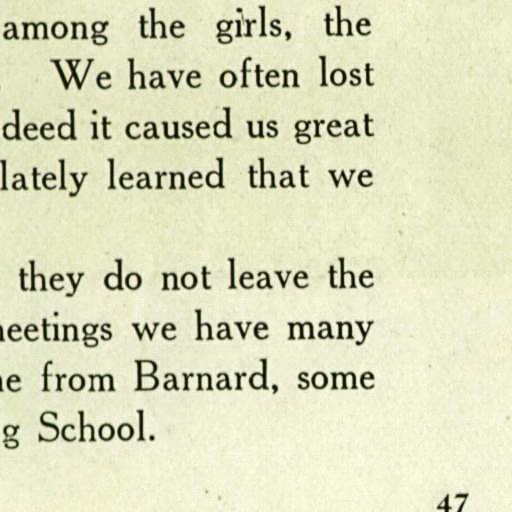 among the girls, the
We have often lost
deed it caused us great
lately learned that we
they do not leave the
eetings we have many
e from Barnard, some
g School.
47